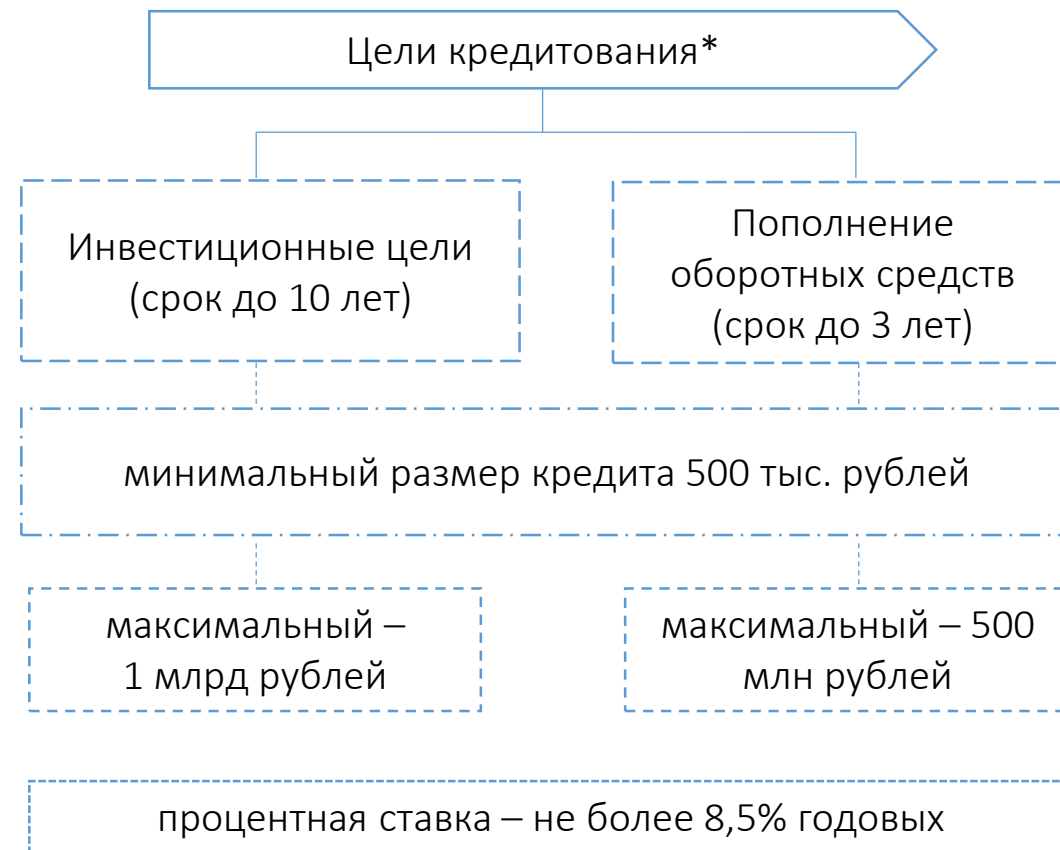 Цели кредитования*
Инвестиционные цели
(срок до 10 лет)
Пополнение
оборотных средств
(срок до 3 лет)
минимальный размер кредита 500 тыс. рублей
максимальный –
1 млрд рублей
максимальный – 500
млн рублей
процентная ставка – не более 8,5% годовых